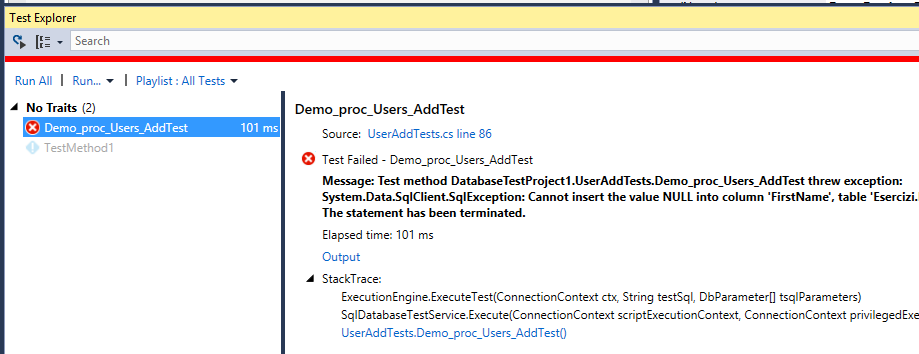 Test Explorer
Search
Run All | Run... Playlist : All Tests
No Traits (2)
Demo_proc_Users_AddTest 101 ms
TestMethod1
Demo_proc_Users_AddTest
Source: UserAddTests.cs line 86
Test Failed - Demo_proc_Users_AddTest
Message: Test method DatabaseTestProject1.UserAddTests.Demo_proc_Users_AddTest threw exception:
System.Data.SqlClient.SqlException: Cannot insert the value NULL into column 'FirstName', table 'Esercizi.
The statement has been terminated.
Elapsed time: 101 ms
Output
StackTrace:
ExecutionEngine.ExecuteTest(ConnectionContext ctx, String testSql, DbParameter[] tsqlParameters)
SqlDatabaseTestService.Execute(ConnectionContext scriptExecutionContext, ConnectionContext privilegedExe
UserAddTests.Demo_proc_Users_AddTest()